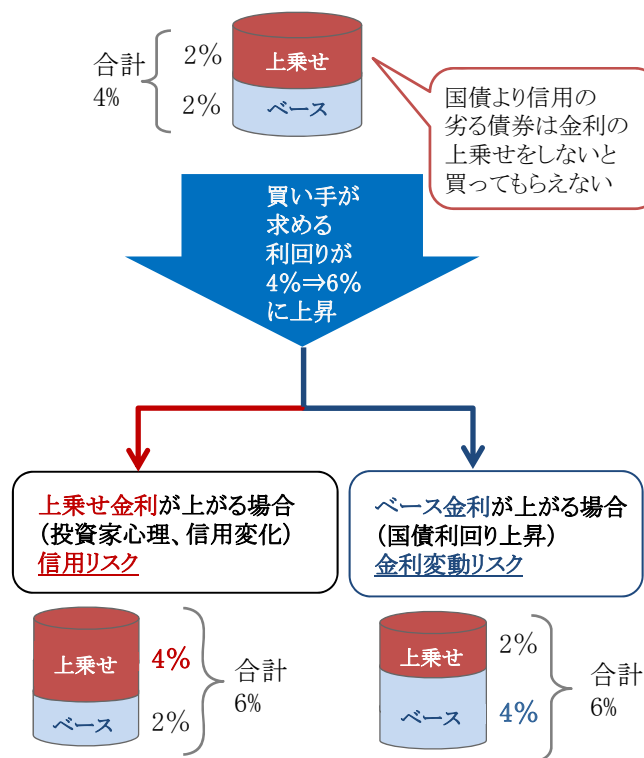 合計
4%
2%
上乗せ
2%
ベース
国債より信用の
劣る債券は金利の
上乗せをしないと
買ってもらえない
買い手が
求める
利回りが
4%⇒6%
に上昇
上乗せ金利が上がる場合
（投資家心理、信用変化）
信用リスク
ベース金利が上がる場合
（国債利回り上昇）
金利変動リスク
上乗せ
4%
ベース
2%
合計
6%
上乗せ
2%
ベース
4%
合計
6%